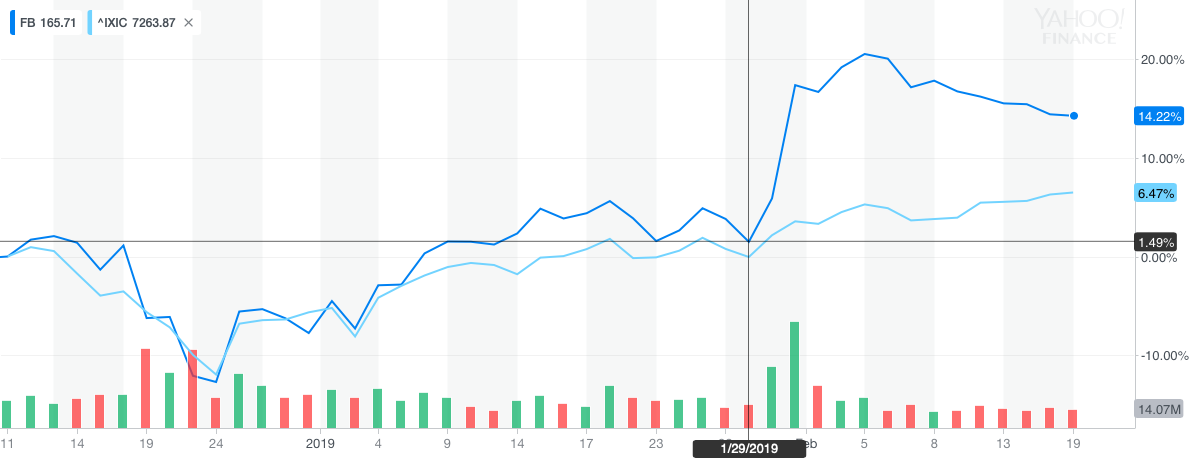 FB 165.71 ^IXIC 7263.87 ×
YAHOO!
FINANCE
20.00%
14.22%
10.00%
6.47%
1.49%
0.00%
-10.00%
14.07M
11 14 19 24 2019 4 9 14 17 23 Feb 5 8 13 19
1/29/2019